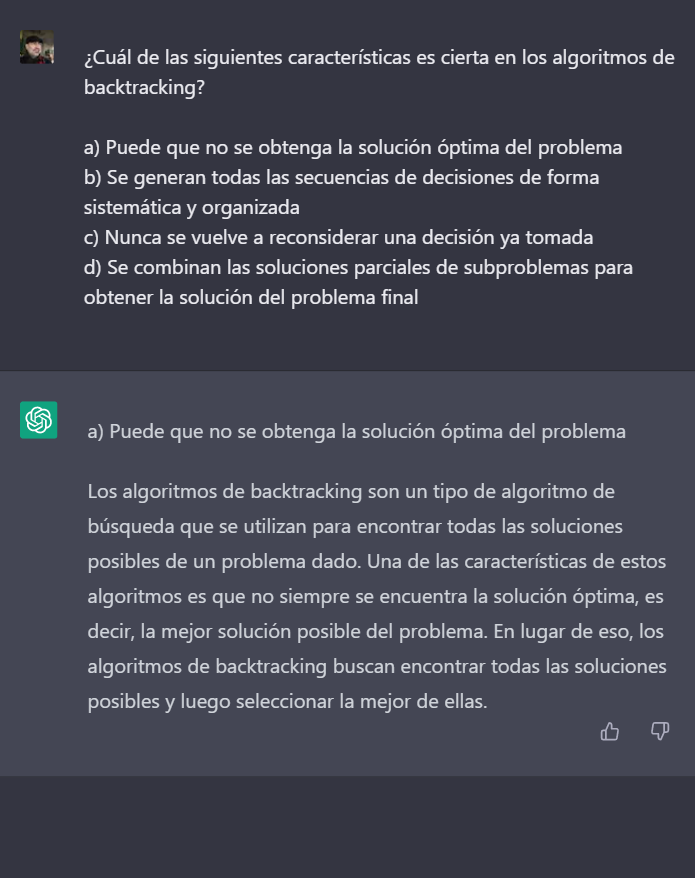 ¿Cuál de las siguientes características es cierta en los algoritmos de
backtracking?
a) Puede que no se obtenga la solución óptima del problema
b) Se generan todas las secuencias de decisiones de forma
sistemática y organizada
c) Nunca se vuelve a reconsiderar una decisión ya tomada
d) Se combinan las soluciones parciales de subproblemas para
obtener la solución del problema final
a) Puede que no se obtenga la solución óptima del problema
Los algoritmos de backtracking son un tipo de algoritmo de
búsqueda que se utilizan para encontrar todas las soluciones
posibles de un problema dado. Una de las características de estos
algoritmos es que no siempre se encuentra la solución óptima, es
decir, la mejor solución posible del problema. En lugar de eso, los
algoritmos de backtracking buscan encontrar todas las soluciones
posibles y luego seleccionar la mejor de ellas.